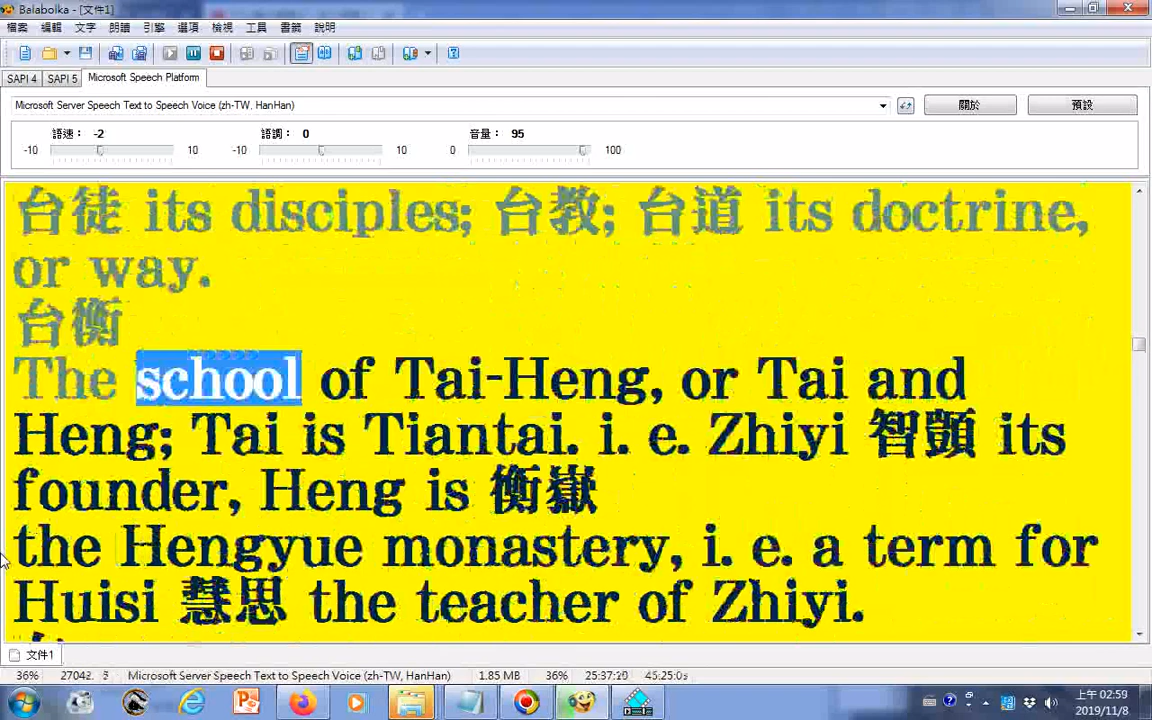 Balabolka - [文件1]
檔案 編輯 文字 朗讀 引擎 選項 檢視 工具 書籤 說明
SAPI 4 SAPI 5 Microsoft Speech Platform
Microsoft Server Speech Text to Speech Voice (zh-TW, HanHan) 關於 預設
語速： -2 語調： 0 音量： 95
-10 10 -10 10 0 100
台徒 its disciples; 台教; 台道 its doctrine,
or way.
台衡
The school of Tai-Heng, or Tai and
Heng; Tai is Tiantai. i. e. Zhiyi 智顗 its
founder, Heng is 衡嶽
the Hengyue monastery, i. e. a term for
Huisi 慧思 the teacher of Zhiyi.
文件1
36% Microsoft Server Speech Text to Speech Voice (zh-TW, HanHan) 1.85 MB 36% 25:37:20 45:25:0s
上午 02:59
2019/11/8